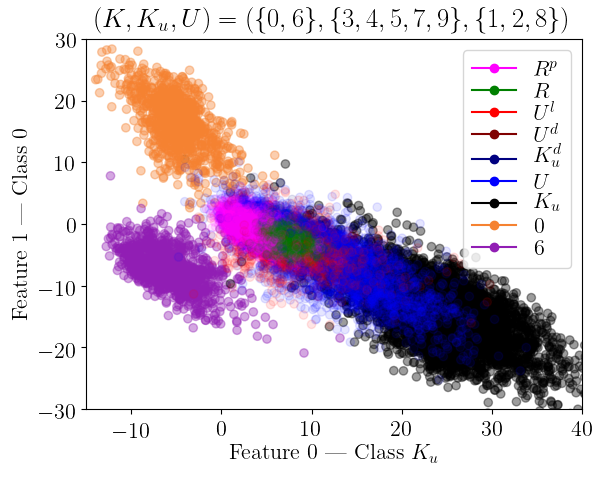 (K, K_u, U) = ({0, 6}, {3, 4, 5, 7, 9}, {1, 2, 8})
30
20
10
0
−10
−20
−30
Feature 1 — Class 0
R^p
R
U^l
U^d
K_u^d
U
K_u
0
6
−10
0
10
20
30
40
Feature 0 — Class K_u